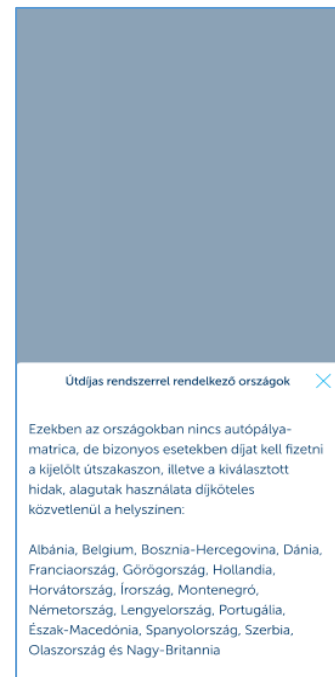 Útdíjas rendszerrel rendelkező országok
Ezekben az országokban nincs autópálya-
matrica, de bizonyos esetekben díjat kell fizetni
a kijelölt útszakaszon, illetve a kiválasztott
hidak, alagutak használata díjköteles
közvetlenül a helyszínen:
Albánia, Belgium, Bosznia-Hercegovina, Dánia,
Franciaország, Görögország, Hollandia,
Horvátország, Írország, Montenegró,
Németország, Lengyelország, Portugália,
Észak-Macedónia, Spanyolország, Szerbia,
Olaszország és Nagy-Britannia